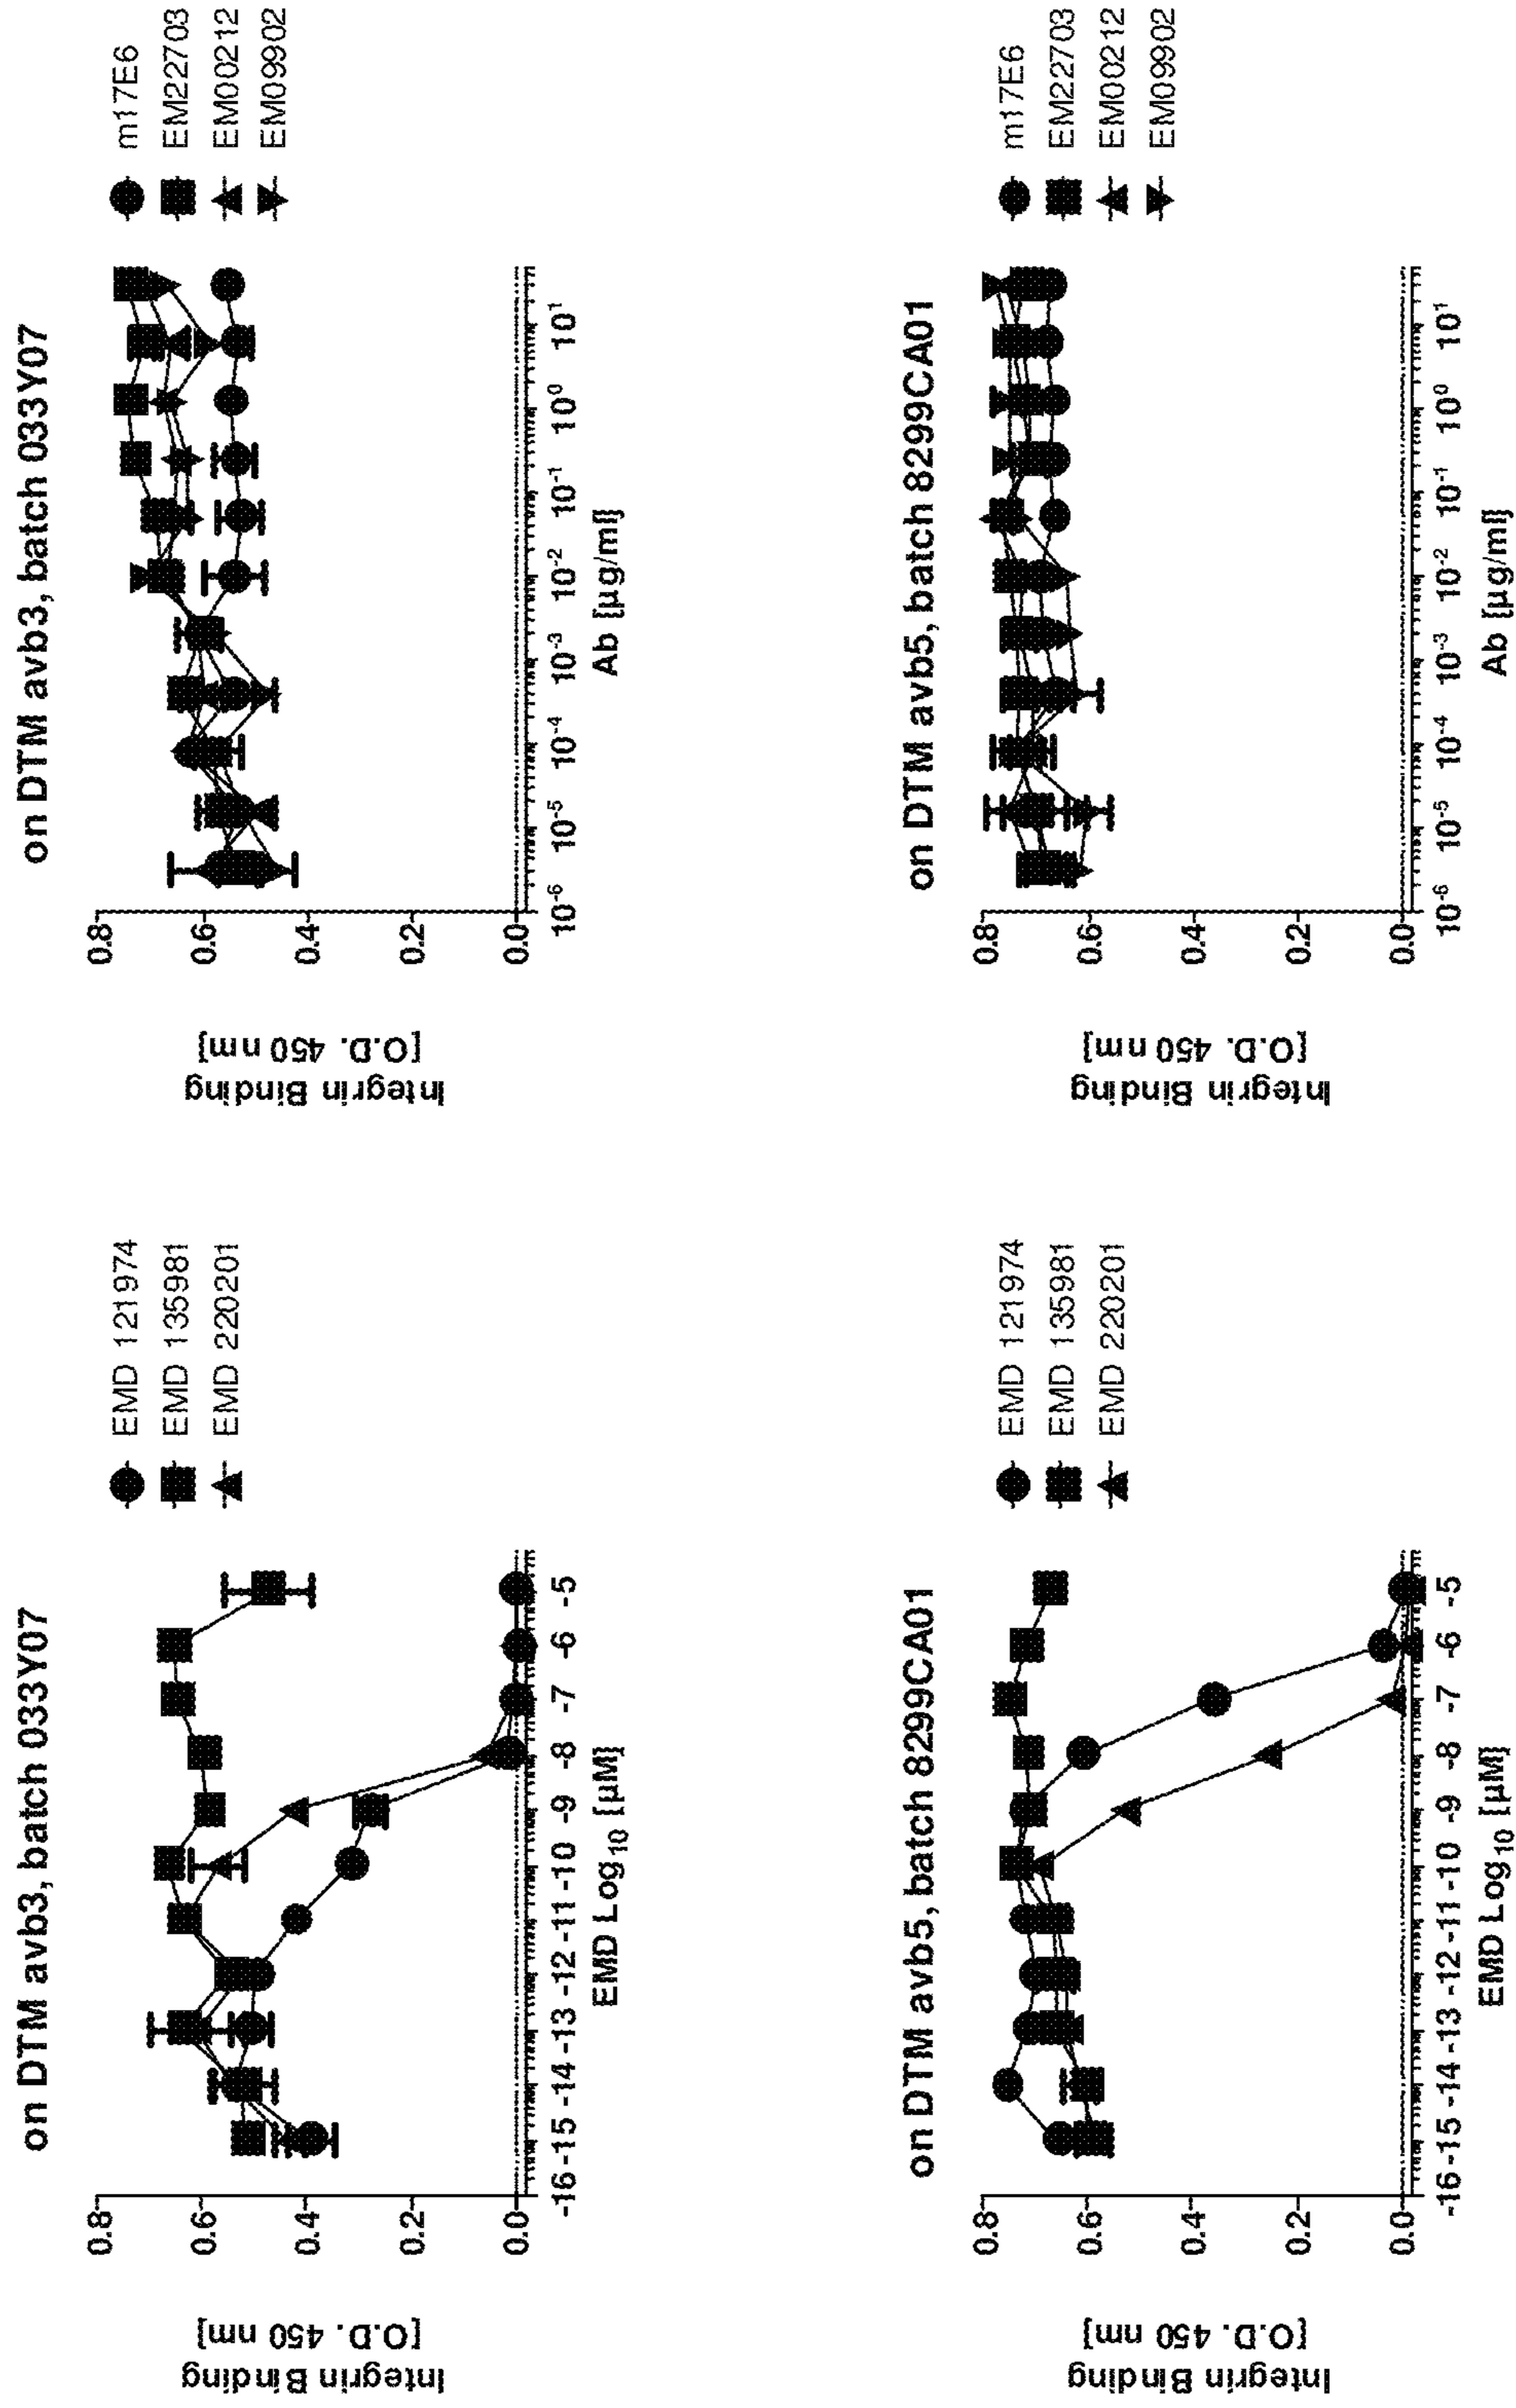 on DTM avb3, batch 033Y07
Integrin Binding
[O.D. 450 nm]
0.8
0.6
0.4
0.2
0.0
-16 -15 -14 -13 -12 -11 -10 -9 -8 -7 -6 -5
EMD Log10 [µM]
EMD 121974
EMD 135981
EMD 220201
on DTM avb3, batch 033Y07
Integrin Binding
[O.D. 450 nm]
0.8
0.6
0.4
0.2
0.0
10-6 10-5 10-4 10-3 10-2 10-1 100 101
Ab [µg/ml]
m17E6
EM22703
EM00212
EM09902
on DTM avb5, batch 8299CA01
Integrin Binding
[O.D. 450 nm]
0.8
0.6
0.4
0.2
0.0
-16 -15 -14 -13 -12 -11 -10 -9 -8 -7 -6 -5
EMD Log10 [µM]
EMD 121974
EMD 135981
EMD 220201
on DTM avb5, batch 8299CA01
Integrin Binding
[O.D. 450 nm]
0.8
0.6
0.4
0.2
0.0
10-6 10-5 10-4 10-3 10-2 10-1 100 101
Ab [µg/ml]
m17E6
EM22703
EM00212
EM09902